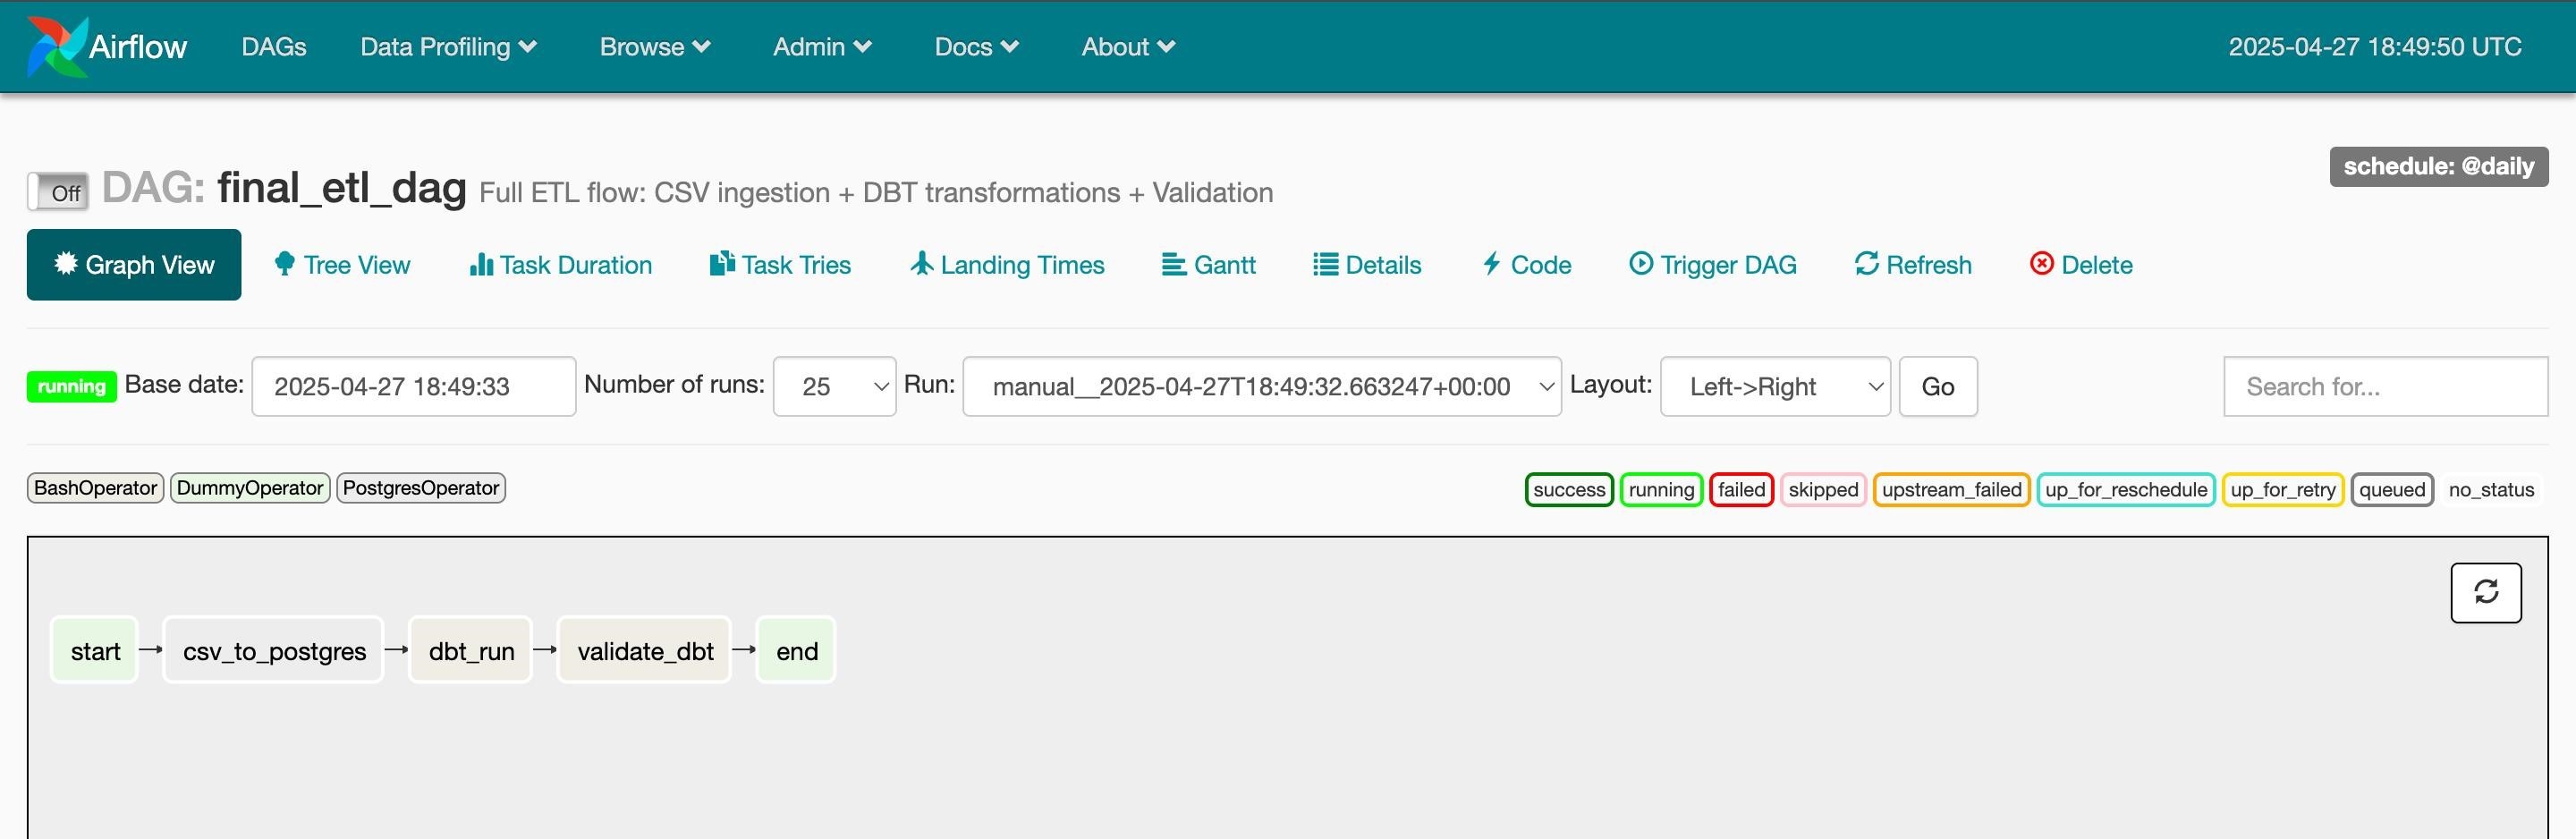 Airflow DAGs Data Profiling Browse Admin Docs About 2025-04-27 18:49:50 UTC
schedule: @daily
Off DAG: final_etl_dag Full ETL flow: CSV ingestion + DBT transformations + Validation
Graph View Tree View Task Duration Task Tries Landing Times Gantt Details Code Trigger DAG Refresh Delete
running Base date: 2025-04-27 18:49:33 Number of runs: 25 Run: manual__2025-04-27T18:49:32.663247+00:00 Layout: Left->Right Go Search for...
BashOperator DummyOperator PostgresOperator success running failed skipped upstream_failed up_for_reschedule up_for_retry queued no_status
start csv_to_postgres dbt_run validate_dbt end